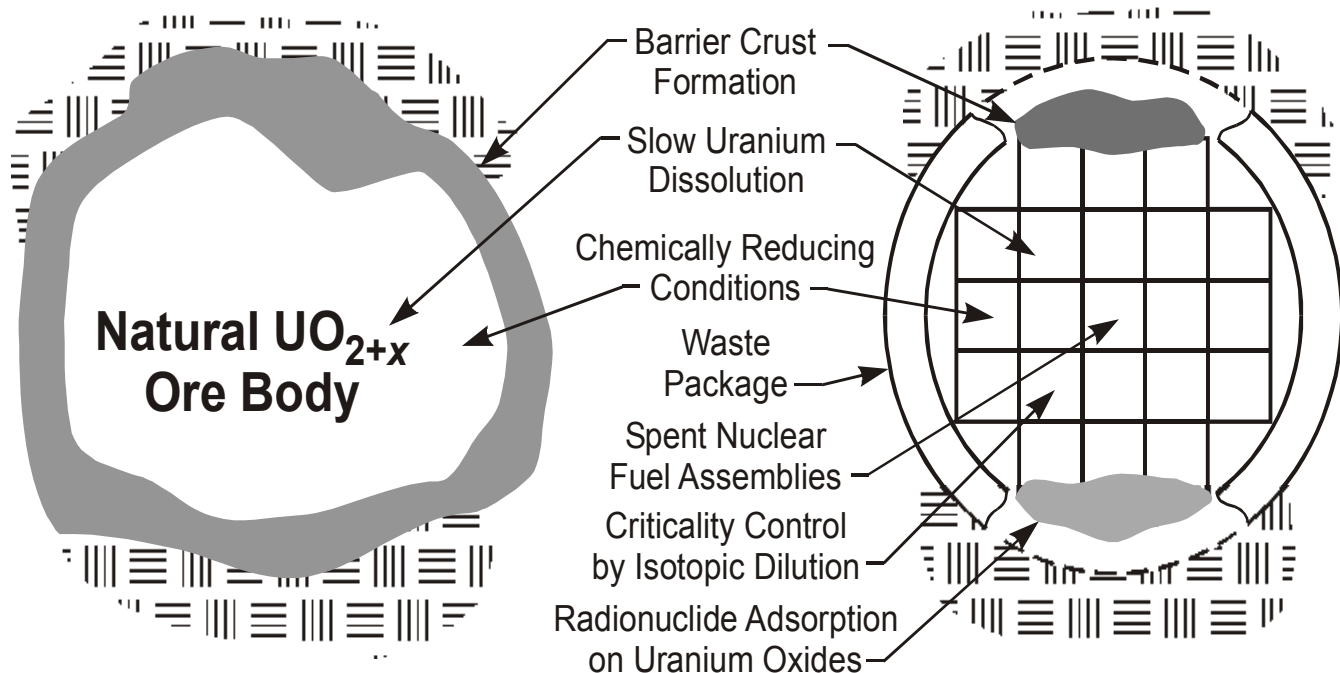 Barrier Crust
Formation
Slow Uranium
Dissolution
Chemically Reducing
Conditions
Natural UO₂₊ₓ
Ore Body
Waste
Package
Spent Nuclear
Fuel Assemblies
Criticality Control
by Isotopic Dilution
Radionuclide Adsorption
on Uranium Oxides